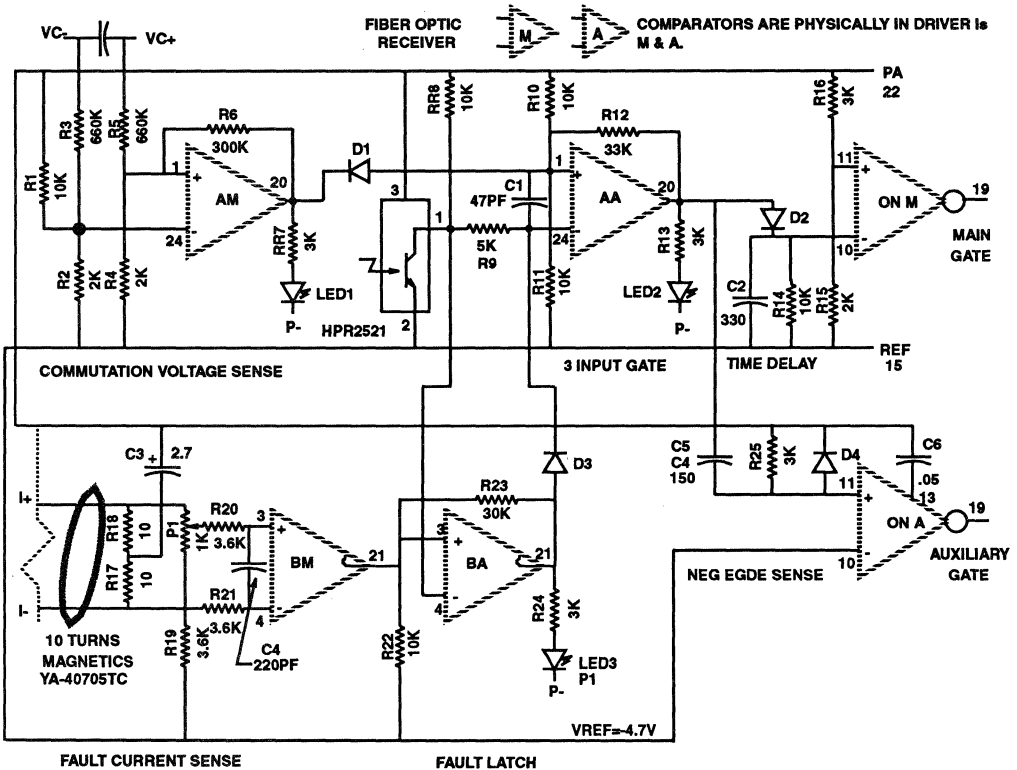 VC-
VC+
FIBER OPTIC
RECEIVER
M
A
COMPARATORS ARE PHYSICALLY IN DRIVER Is
M & A.
PA
22
R3
660K
R5
660K
R6
300K
RR8
10K
R10
10K
R12
33K
R16
3K
R1
10K
1
+
AM
20
24
-
D1
3
1
2
HPR2521
C1
47PF
5K
R9
1
+
AA
20
24
-
D2
11
+
ON M
19
10
-
MAIN
GATE
R2
2K
R4
2K
RR7
3K
LED1
P-
R11
10K
R13
3K
LED2
P-
C2
330
R14
10K
R15
2K
REF
15
COMMUTATION VOLTAGE SENSE
3 INPUT GATE
TIME DELAY
C3
+
2.7
D3
C5
C4
150
R25
3K
D4
C6
.05
11
+
13
ON A
19
10
-
AUXILIARY
GATE
NEG EGDE SENSE
I+
I-
R18
10
R17
10
P1
1K
R20
3.6K
R21
3.6K
3
+
BM
21
4
-
R23
30K
3
+
BA
21
4
-
R24
3K
R19
3.6K
C4
220PF
R22
10K
LED3
P1
P-
10 TURNS
MAGNETICS
YA-40705TC
VREF=-4.7V
FAULT CURRENT SENSE
FAULT LATCH